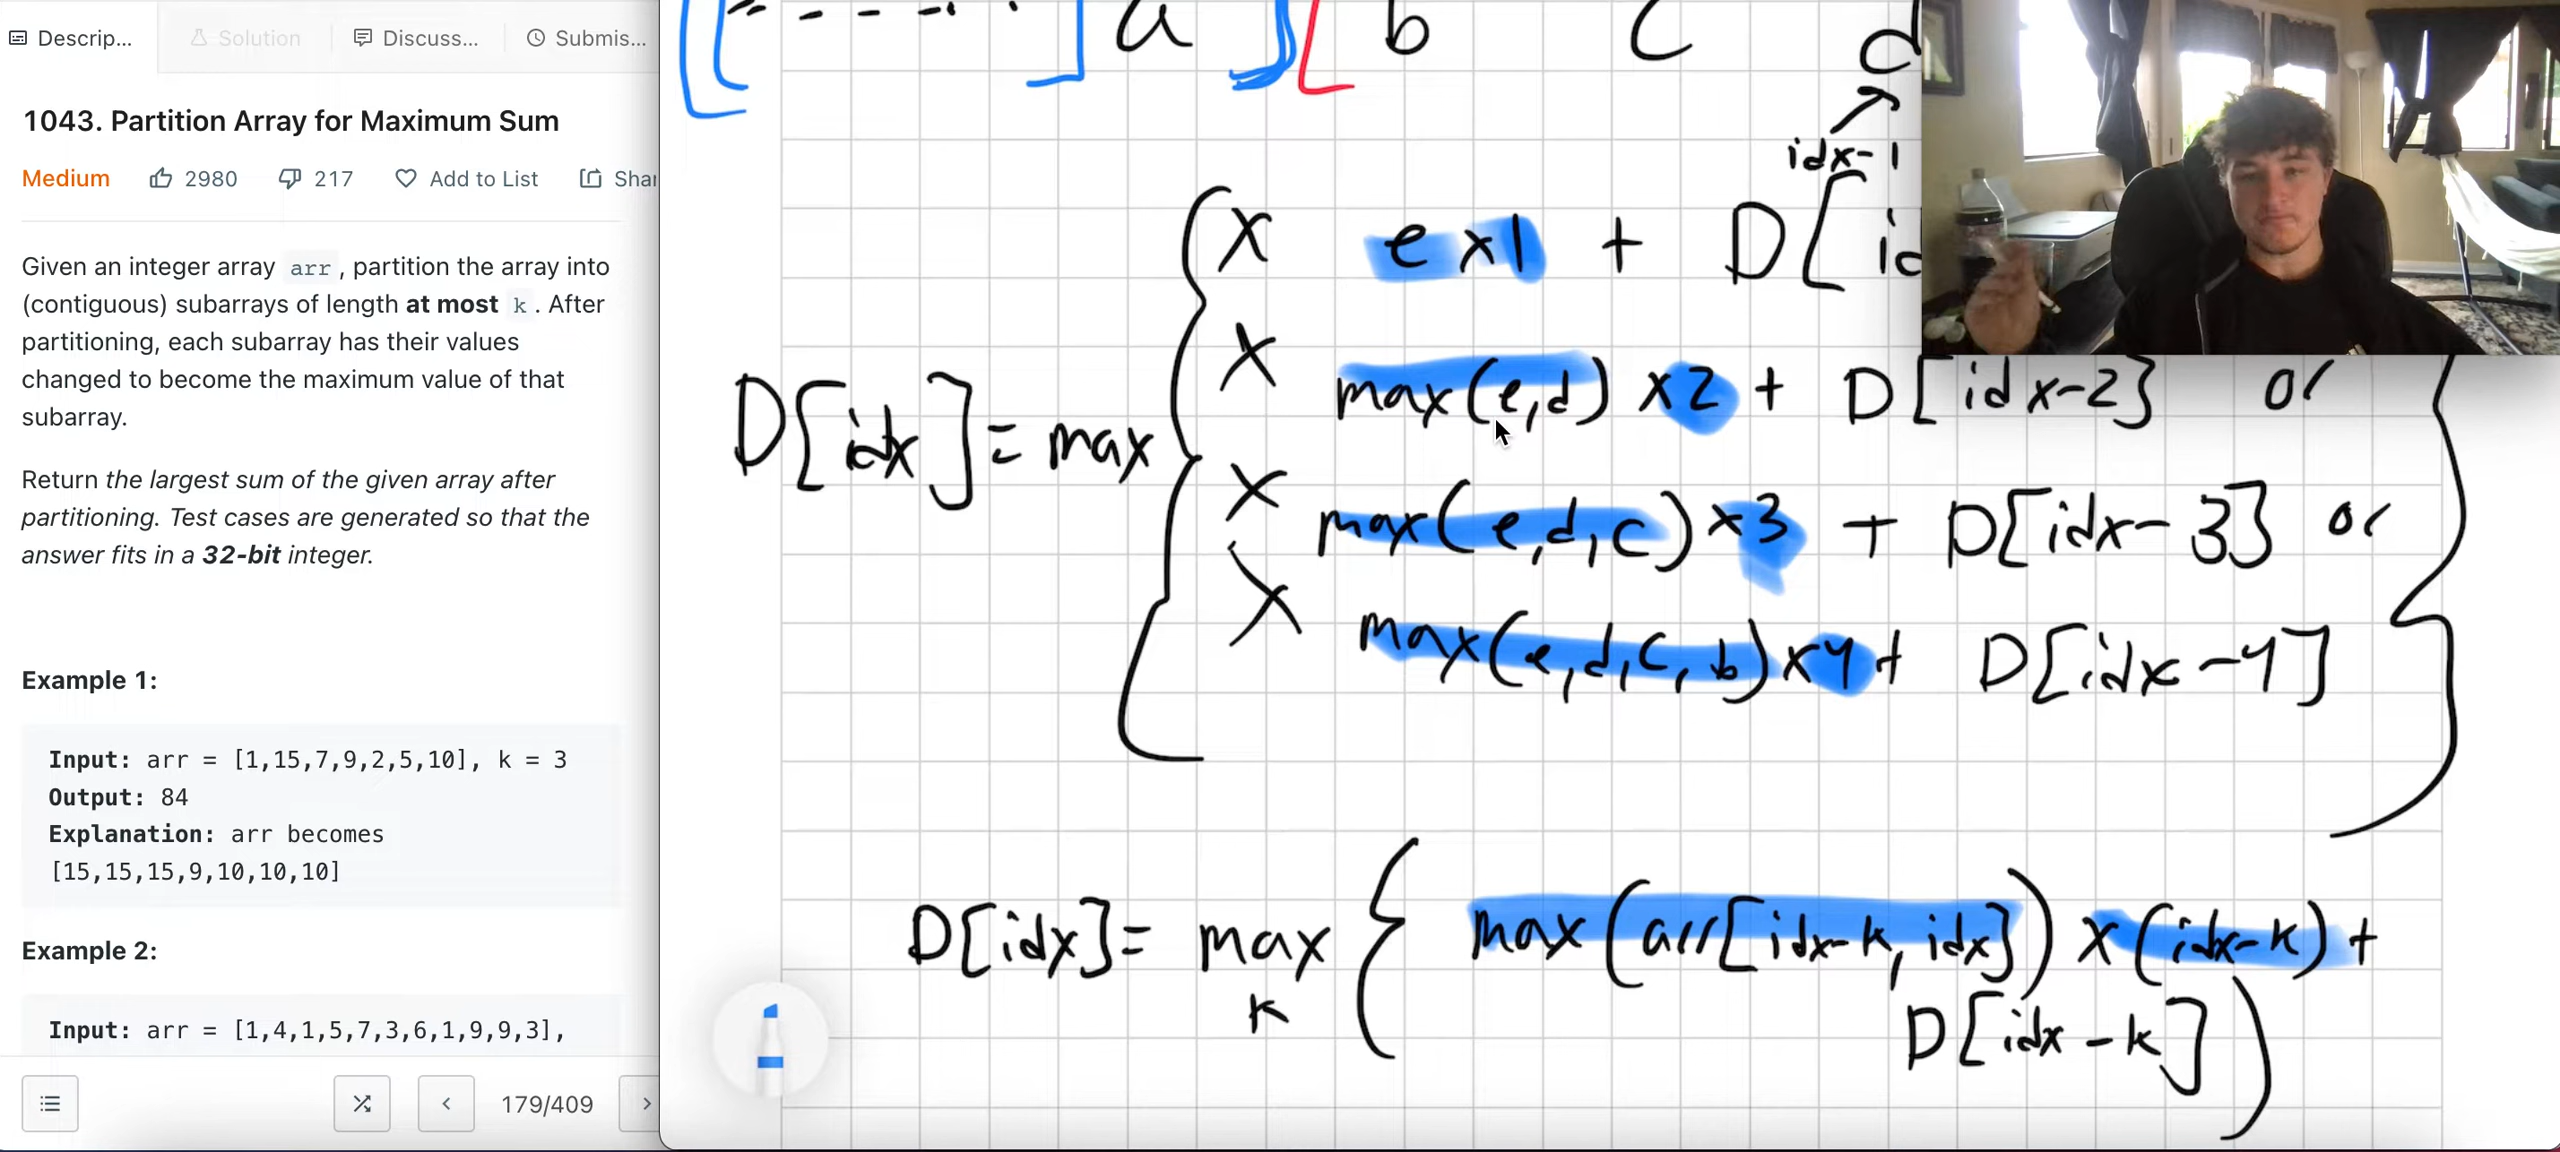 Descrip...
Solution
Discuss...
Submis...
1043. Partition Array for Maximum Sum
Medium 2980 217 Add to List Shar
Given an integer array arr , partition the array into
(contiguous) subarrays of length at most k . After
partitioning, each subarray has their values
changed to become the maximum value of that
subarray.
Return the largest sum of the given array after
partitioning. Test cases are generated so that the
answer fits in a 32-bit integer.
Example 1:
Input: arr = [1,15,7,9,2,5,10], k = 3
Output: 84
Explanation: arr becomes
[15,15,15,9,10,10,10]
Example 2:
Input: arr = [1,4,1,5,7,3,6,1,9,9,3],
179/409
] a ] [ b c d
idx-1
X e x1 + D[ id
X max(e,d) x2 + D[idx-2] or
D[idx] = max
X max(e,d,c) x3 + D[idx-3] or
X max(e,d,c,b) x4 + D[idx-4]
D[idx] = max { max(arr[idx-k, idx]) x (idx-k) +
k
D[idx-k] )